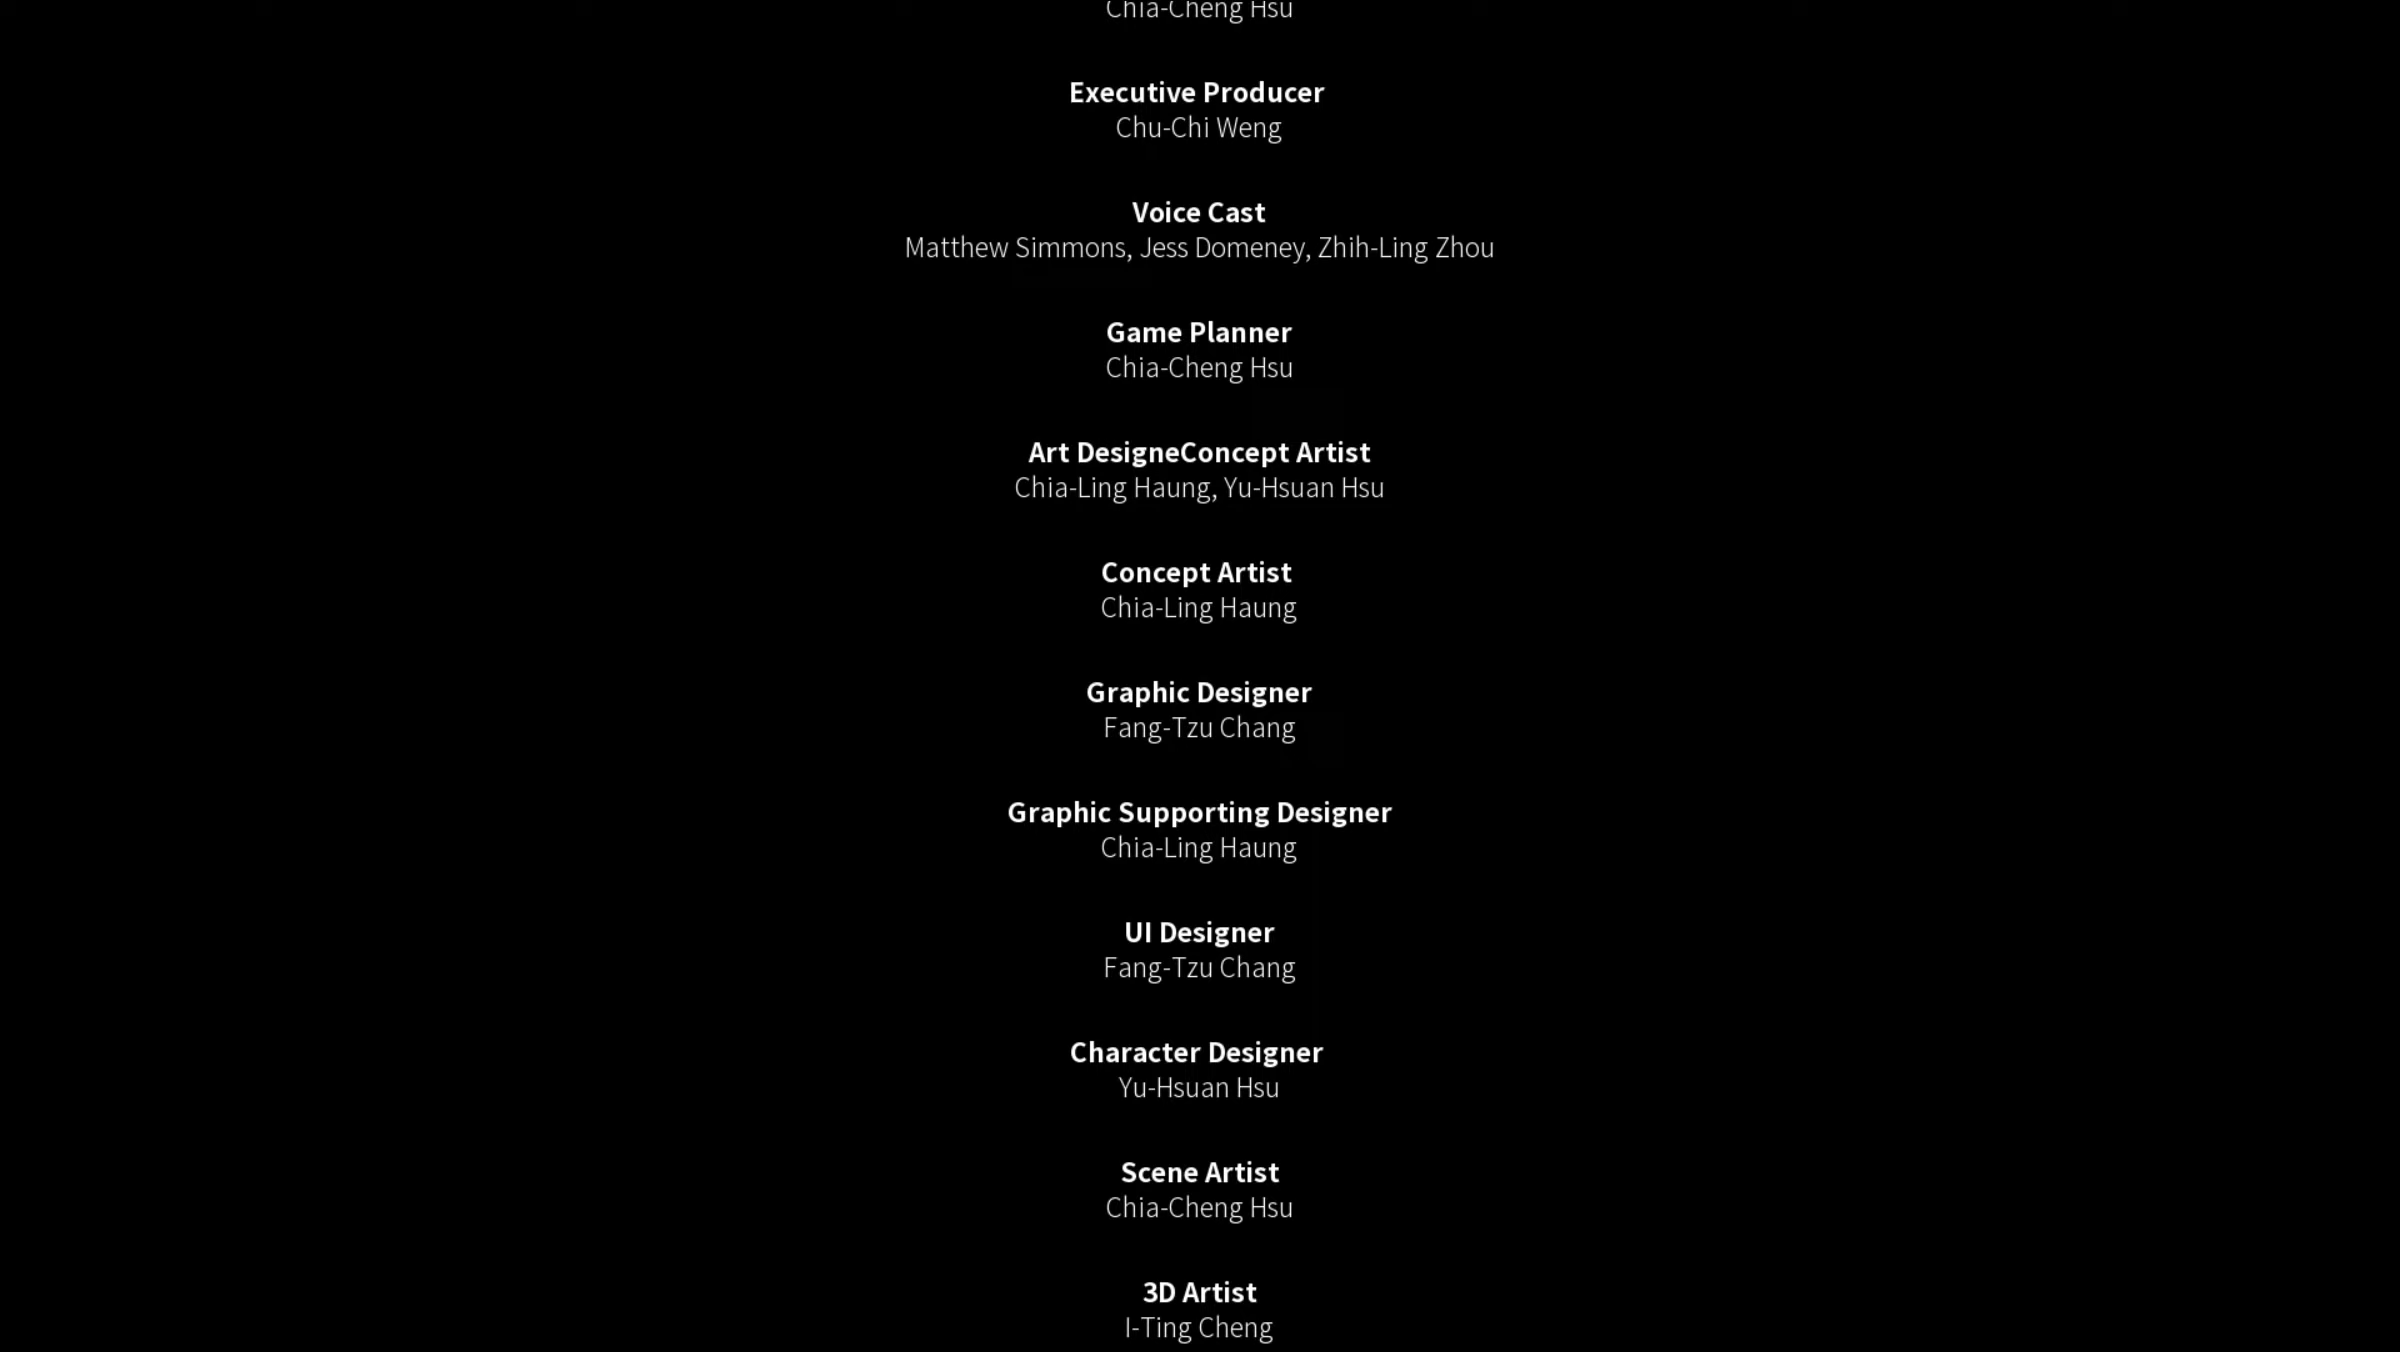 Chia-Cheng Hsu
Executive Producer
Chu-Chi Weng
Voice Cast
Matthew Simmons, Jess Domeney, Zhih-Ling Zhou
Game Planner
Chia-Cheng Hsu
Art DesigneConcept Artist
Chia-Ling Haung, Yu-Hsuan Hsu
Concept Artist
Chia-Ling Haung
Graphic Designer
Fang-Tzu Chang
Graphic Supporting Designer
Chia-Ling Haung
UI Designer
Fang-Tzu Chang
Character Designer
Yu-Hsuan Hsu
Scene Artist
Chia-Cheng Hsu
3D Artist
I-Ting Cheng